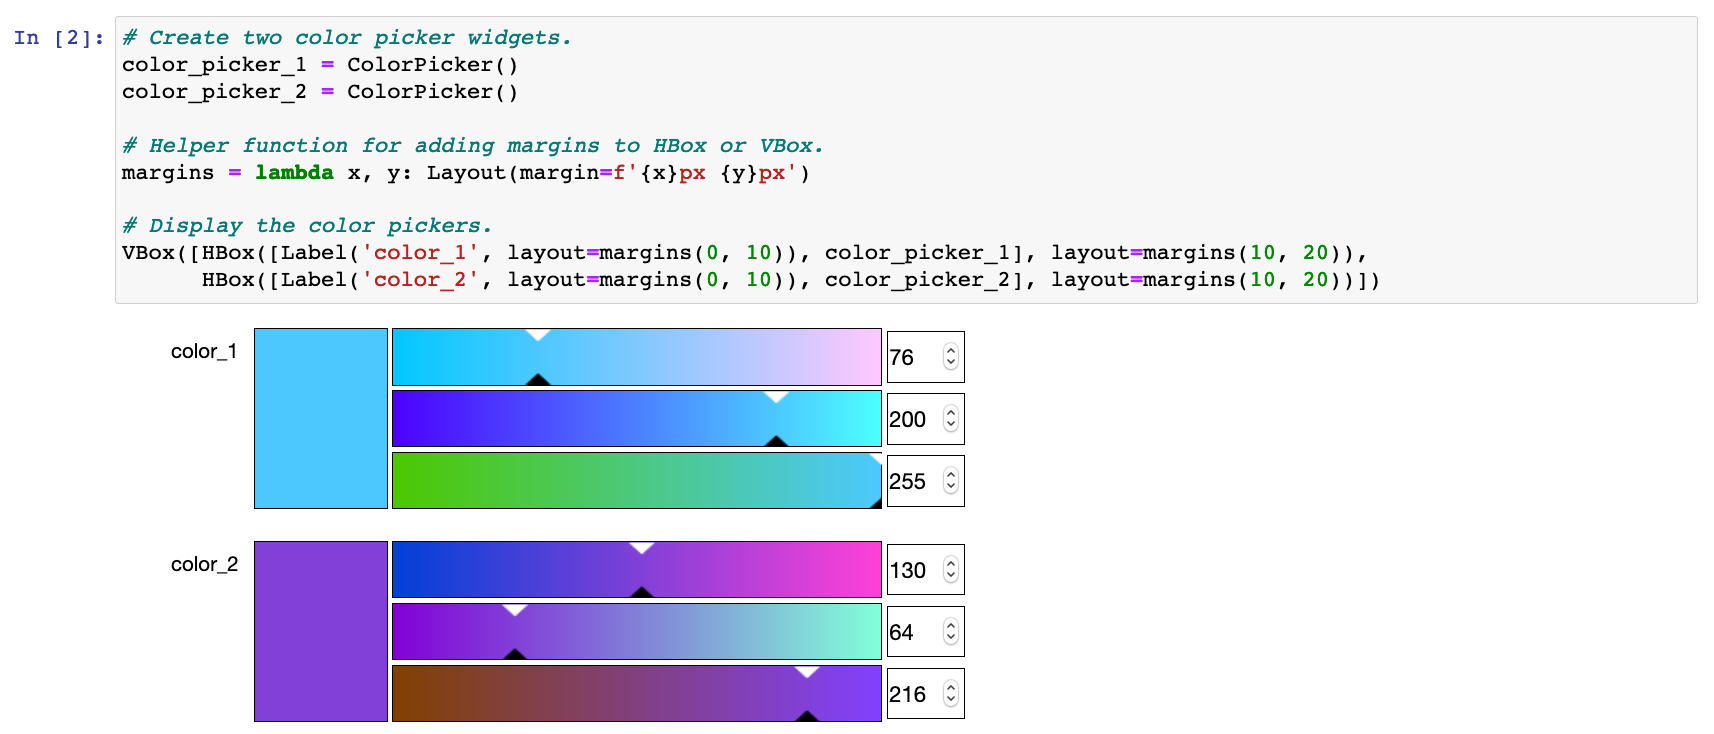 In [2]:
# Create two color picker widgets.
color_picker_1 = ColorPicker()
color_picker_2 = ColorPicker()

# Helper function for adding margins to HBox or VBox.
margins = lambda x, y: Layout(margin=f'{x}px {y}px')

# Display the color pickers.
VBox([HBox([Label('color_1', layout=margins(0, 10)), color_picker_1], layout=margins(10, 20)),
      HBox([Label('color_2', layout=margins(0, 10)), color_picker_2], layout=margins(10, 20))])
color_1
76
200
255
color_2
130
64
216